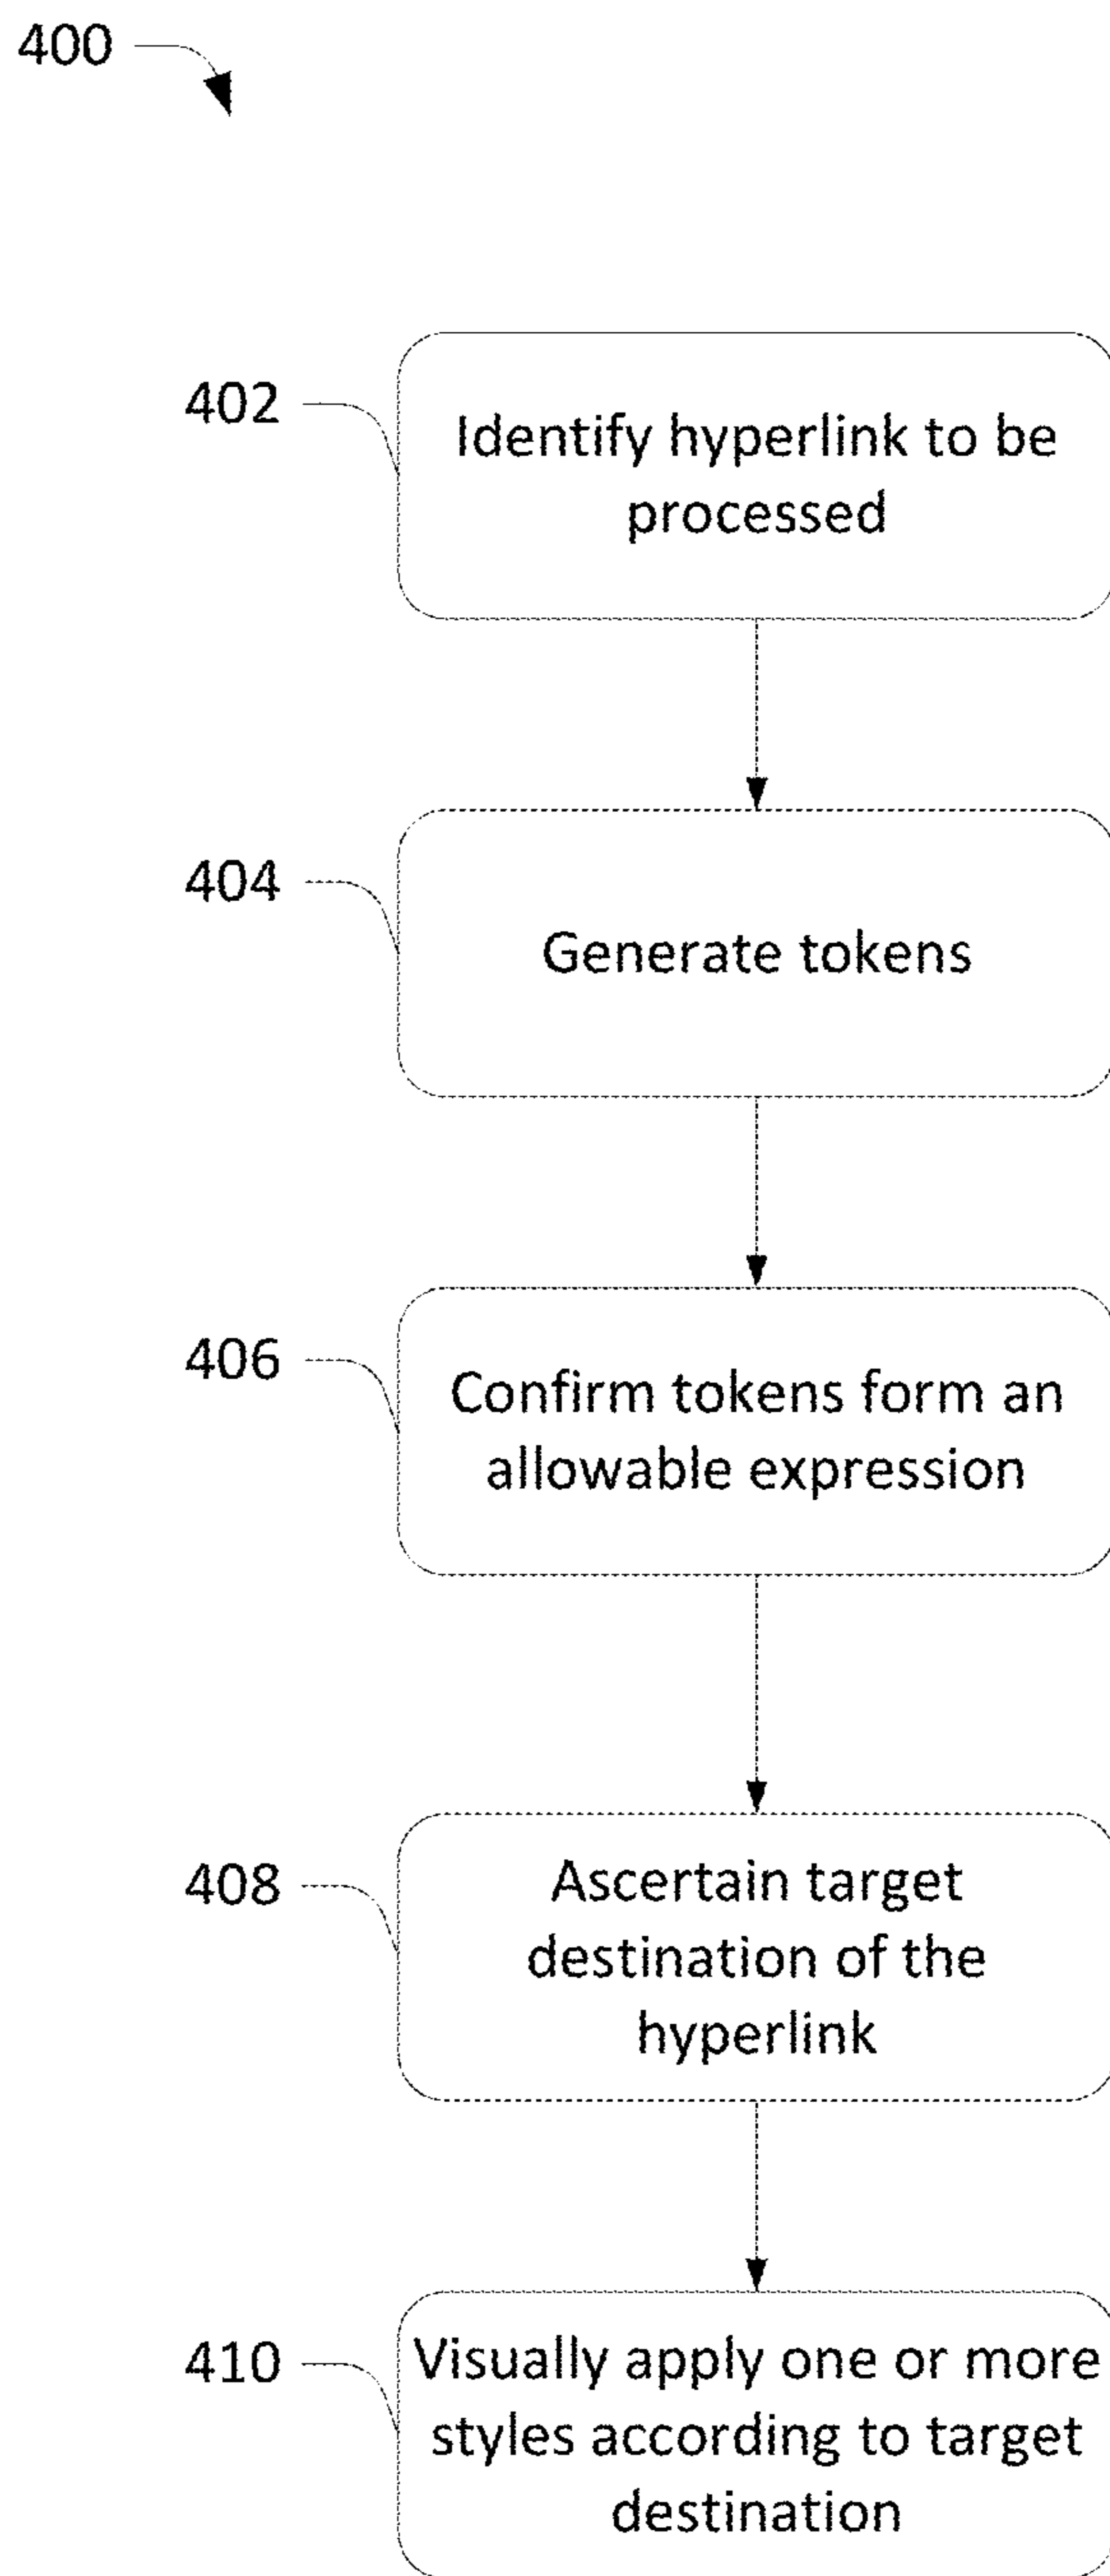 400
402
Identify hyperlink to be
processed
404
Generate tokens
406
Confirm tokens form an
allowable expression
408
Ascertain target
destination of the
hyperlink
410
Visually apply one or more
styles according to target
destination